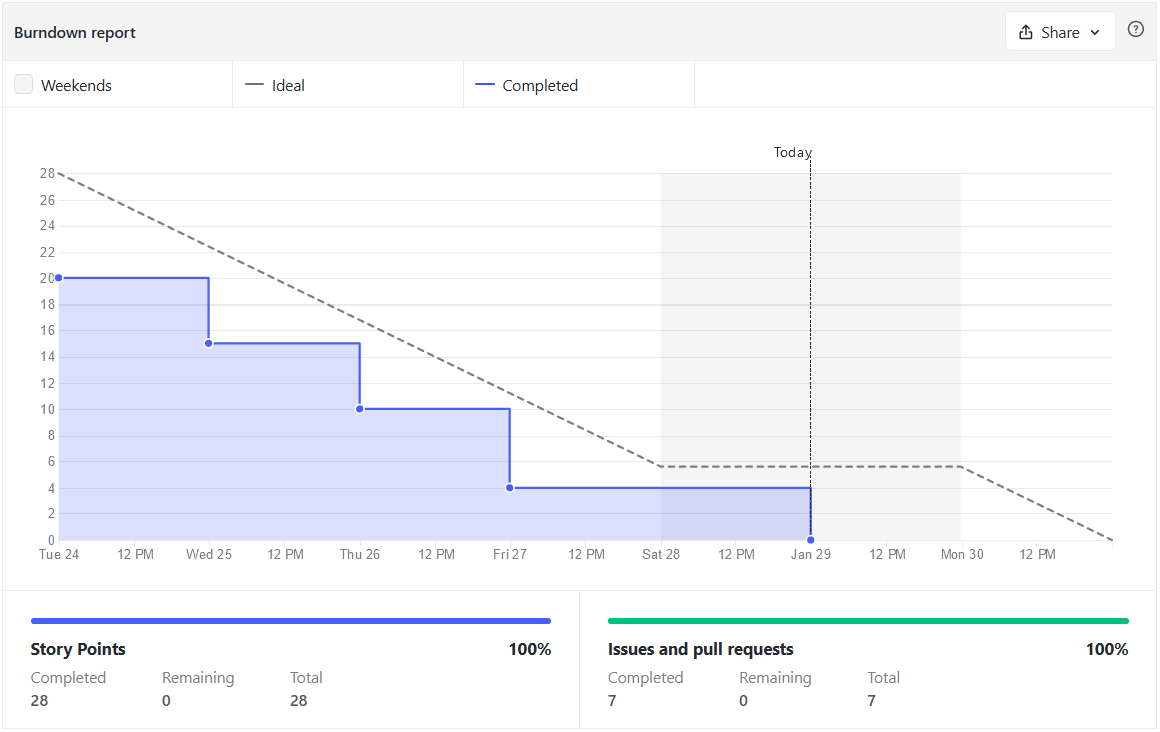 Burndown report
Share
Weekends
Ideal
Completed
Today
28
26
24
22
20
18
16
14
12
10
8
6
4
2
0
Tue 24 12 PM Wed 25 12 PM Thu 26 12 PM Fri 27 12 PM Sat 28 12 PM Jan 29 12 PM Mon 30 12 PM
Story Points 100%
Completed Remaining Total
28 0 28
Issues and pull requests 100%
Completed Remaining Total
7 0 7